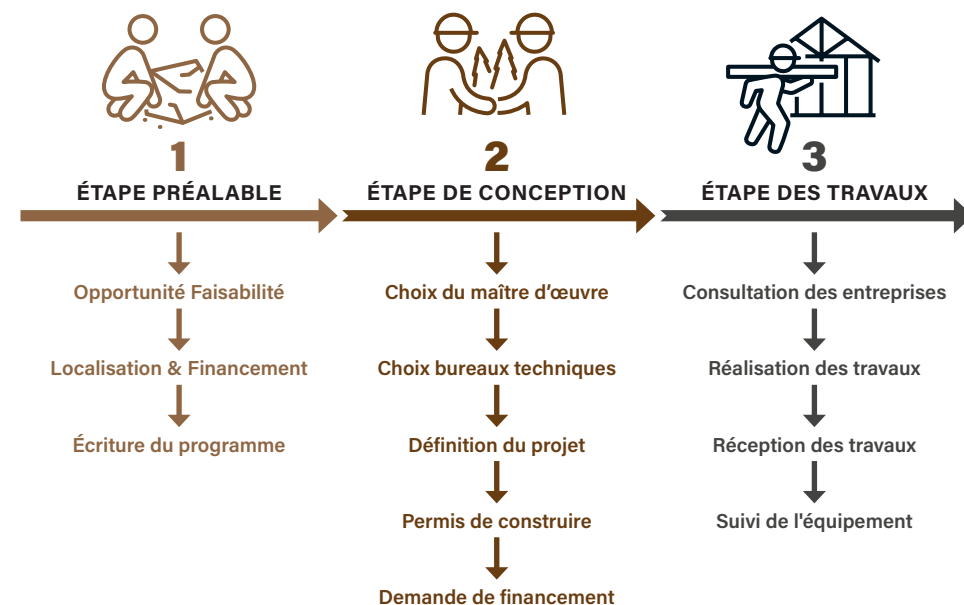 1
ÉTAPE PRÉALABLE
Opportunité Faisabilité
Localisation & Financement
Écriture du programme
2
ÉTAPE DE CONCEPTION
Choix du maître d’œuvre
Choix bureaux techniques
Définition du projet
Permis de construire
Demande de financement
3
ÉTAPE DES TRAVAUX
Consultation des entreprises
Réalisation des travaux
Réception des travaux
Suivi de l'équipement